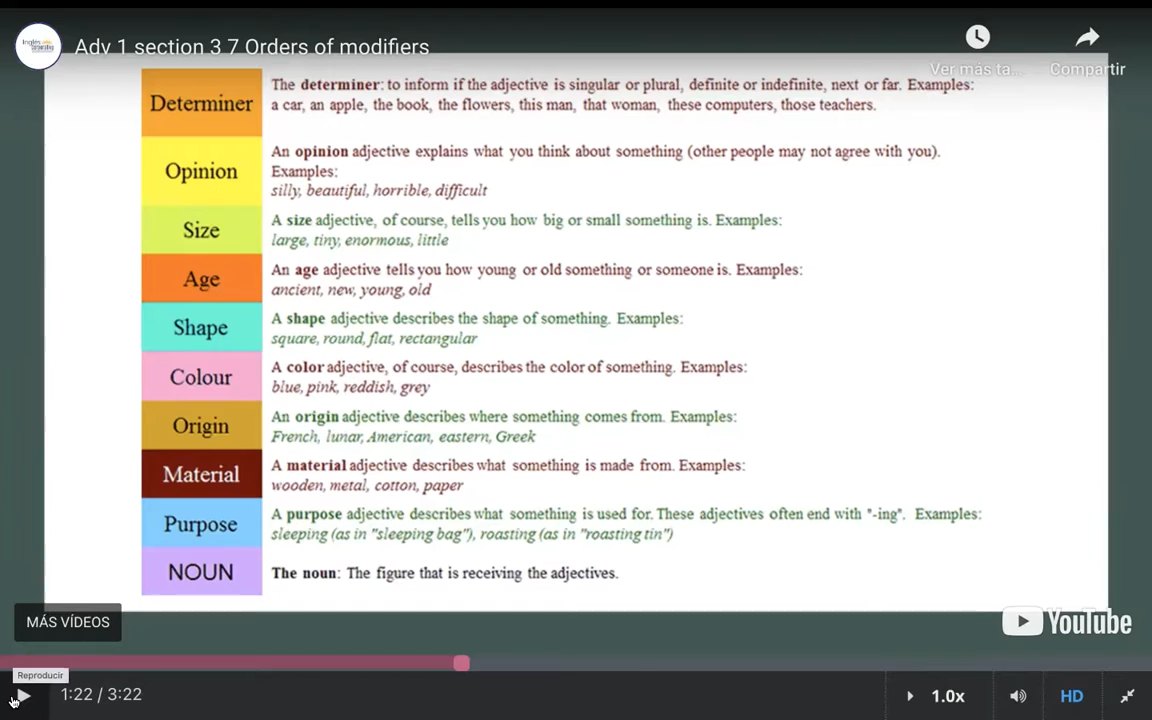 Adv 1 section 3 7 Orders of modifiers
Ver más ta...
Compartir
Determiner
The determiner: to inform if the adjective is singular or plural, definite or indefinite, next or far. Examples:
a car, an apple, the book, the flowers, this man, that woman, these computers, those teachers.
Opinion
An opinion adjective explains what you think about something (other people may not agree with you).
Examples:
silly, beautiful, horrible, difficult
Size
A size adjective, of course, tells you how big or small something is. Examples:
large, tiny, enormous, little
Age
An age adjective tells you how young or old something or someone is. Examples:
ancient, new, young, old
Shape
A shape adjective describes the shape of something. Examples:
square, round, flat, rectangular
Colour
A color adjective, of course, describes the color of something. Examples:
blue, pink, reddish, grey
Origin
An origin adjective describes where something comes from. Examples:
French, lunar, American, eastern, Greek
Material
A material adjective describes what something is made from. Examples:
wooden, metal, cotton, paper
Purpose
A purpose adjective describes what something is used for. These adjectives often end with "-ing". Examples:
sleeping (as in "sleeping bag"), roasting (as in "roasting tin")
NOUN
The noun: The figure that is receiving the adjectives.
MÁS VÍDEOS
YouTube
Reproducir
1:22 / 3:22
1.0x
HD